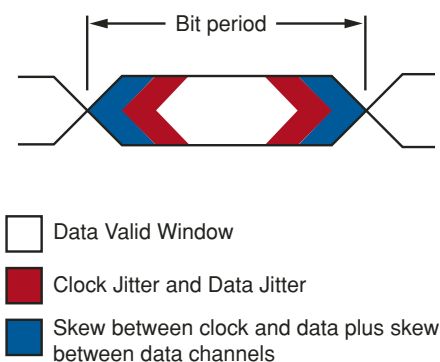 Bit period
Data Valid Window
Clock Jitter and Data Jitter
Skew between clock and data plus skew
between data channels